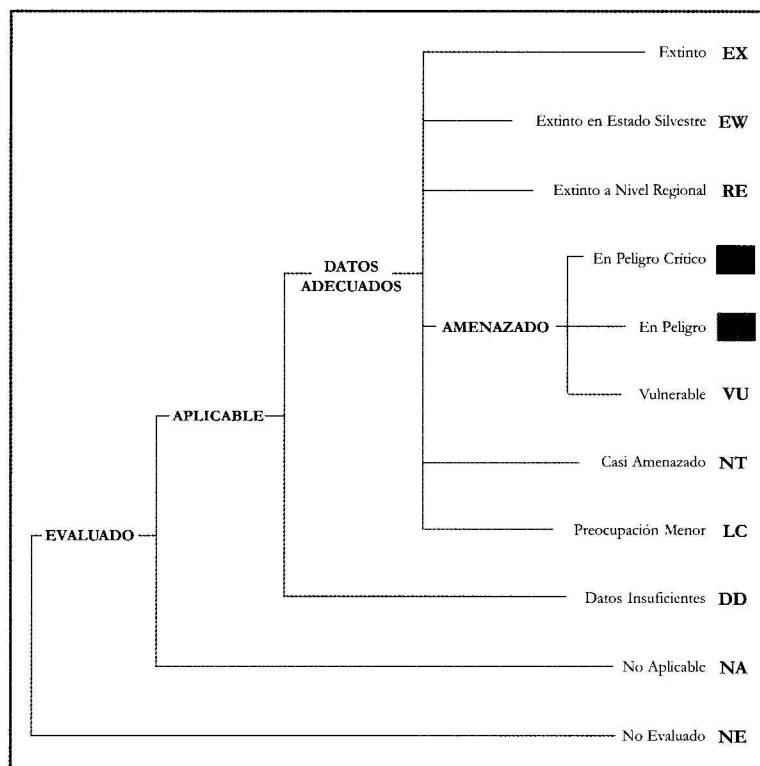 Extinto EX
Extinto en Estado Silvestre EW
Extinto a Nivel Regional RE
En Peligro Crítico
DATOS
ADECUADOS
AMENAZADO
En Peligro
Vulnerable VU
APLICABLE
Casi Amenazado NT
Preocupación Menor LC
EVALUADO
Datos Insuficientes DD
No Aplicable NA
No Evaluado NE